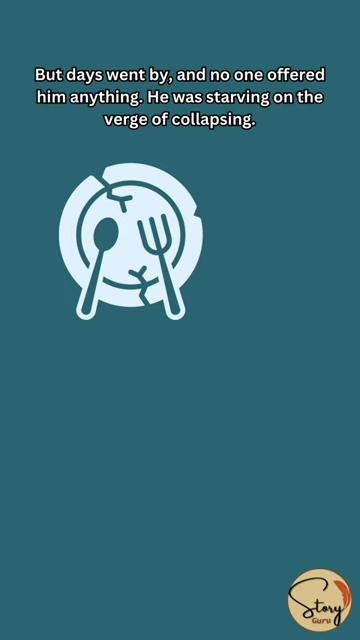 But days went by, and no one offered
him anything. He was starving on the
verge of collapsing.
Story
Guru